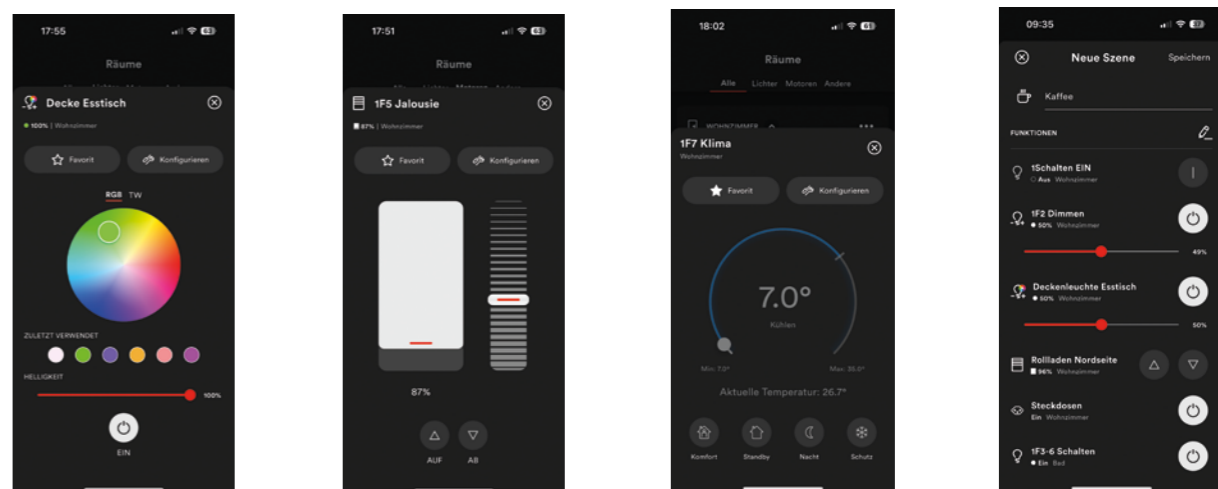 17:55
63
Räume
Decke Esstisch
100% | Wohnzimmer
Favorit
Konfigurieren
RGB TW
ZULETZT VERWENDET
HELLIGKEIT
100%
EIN
17:51
63
Räume
1F5 Jalousie
87% | Wohnzimmer
Favorit
Konfigurieren
87%
AUF
AB
18:02
Räume
Alle Lichter Motoren Andere
WOHNZIMMER
1F7 Klima
Wohnzimmer
Favorit
Konfigurieren
7.0°
Kühlen
Min: 7.0°
Max: 35.0°
Aktuelle Temperatur: 26.7°
Komfort
Standby
Nacht
Schutz
09:35
Neue Szene
Speichern
Kaffee
FUNKTIONEN
1Schalten EIN
Aus Wohnzimmer
1F2 Dimmen
50% Wohnzimmer
49%
Deckenleuchte Esstisch
50% Wohnzimmer
50%
Rollladen Nordseite
96% Wohnzimmer
Steckdosen
Ein Wohnzimmer
1F3-6 Schalten
Ein Bad